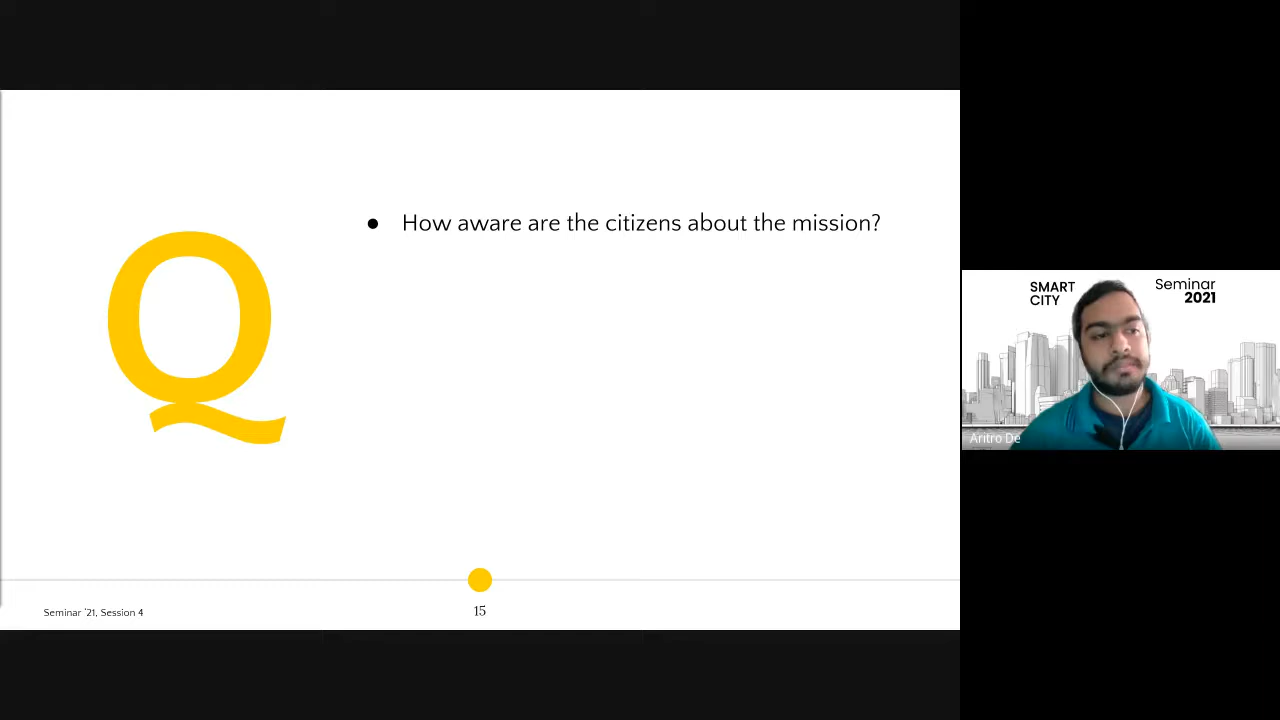 Q
● How aware are the citizens about the mission?
Seminar '21, Session 4
15
SMART
CITY
Seminar
2021
Aritro De